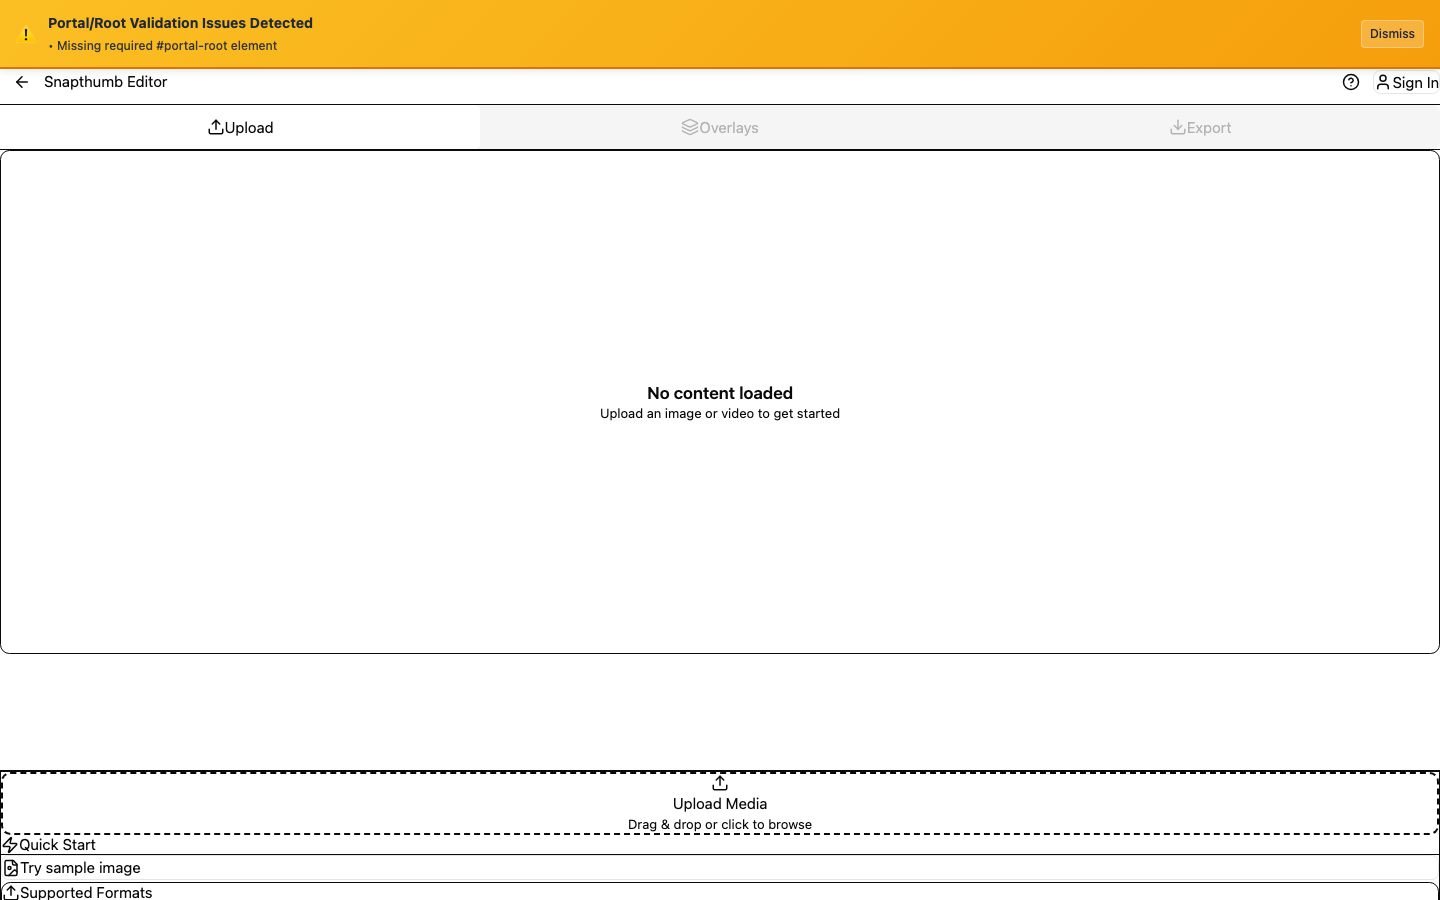 Portal/Root Validation Issues Detected
• Missing required #portal-root element
Dismiss
Snapthumb Editor
Sign In
Upload
Overlays
Export
No content loaded
Upload an image or video to get started
Upload Media
Drag & drop or click to browse
Quick Start
Try sample image
Supported Formats